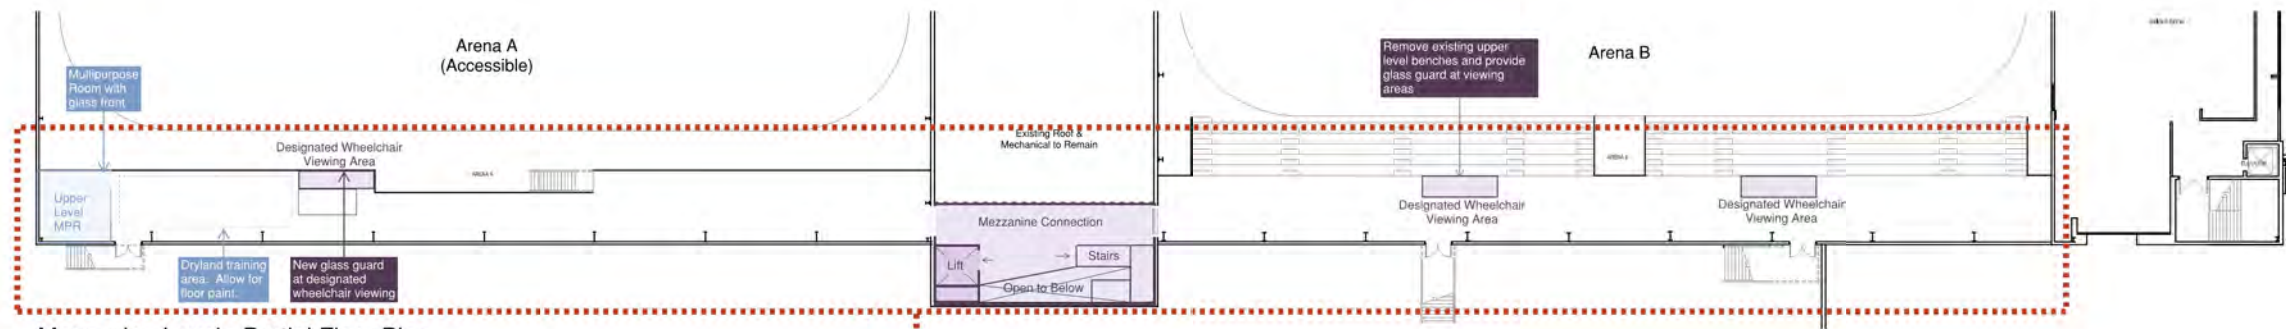 Arena A
(Accessible)
Multipurpose
Room with
glass front
Designated Wheelchair
Viewing Area
ARENA A
Upper
Level
MPR
Dryland training
area. Allow for
floor paint.
New glass guard
at designated
wheelchair viewing
Existing Roof &
Mechanical to Remain
Mezzanine Connection
Lift
Stairs
Open to Below
Remove existing upper
level benches and provide
glass guard at viewing
areas
Arena B
Designated Wheelchair
Viewing Area
Designated Wheelchair
Viewing Area